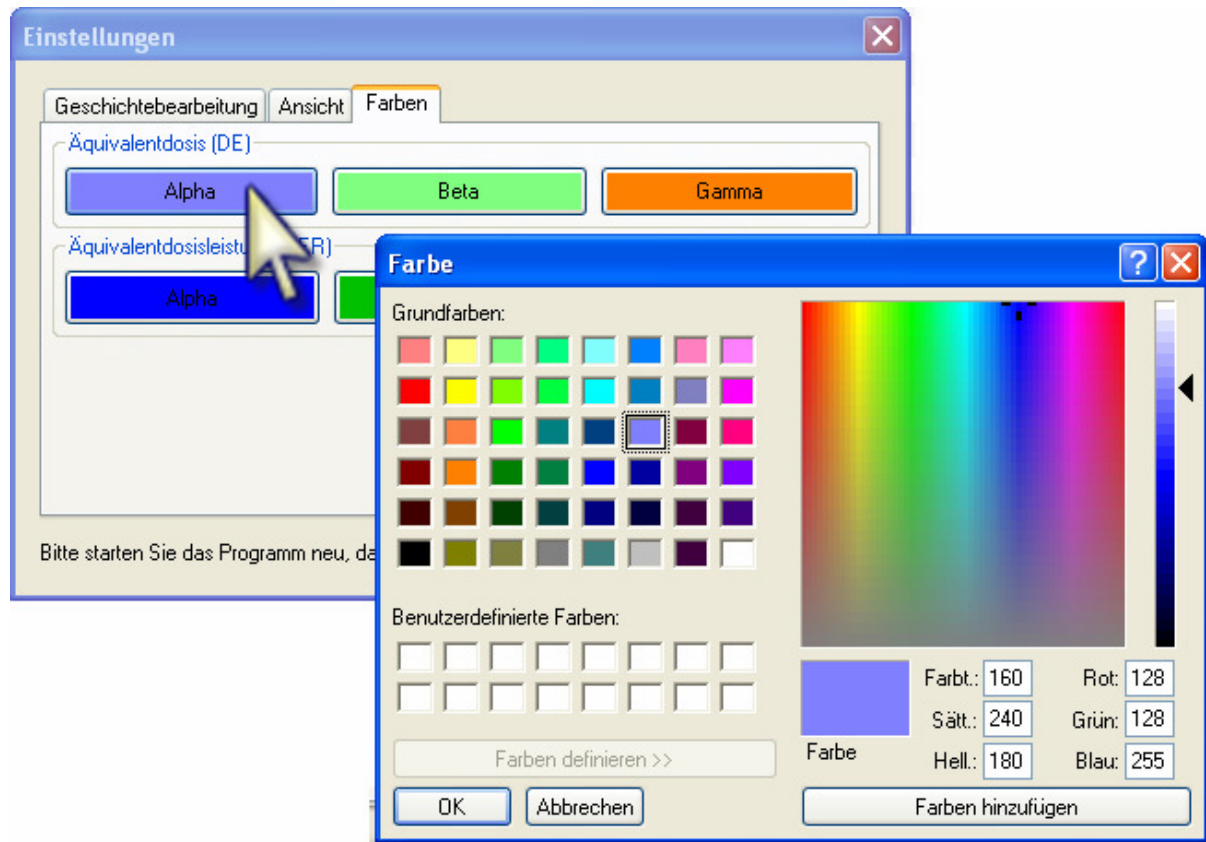 Einstellungen
Geschichtebearbeitung Ansicht Farben
Äquivalentdosis (DE)
Alpha Beta Gamma
Alpha
Bitte starten Sie das Programm neu,
Farbe
Grundfarben:
Benutzerdefinierte Farben:
Farben definieren >>
OK Abbrechen
Farbe
Farbt.: 160 Rot: 128
Sätt.: 240 Grün: 128
Hell.: 180 Blau: 255
Farben hinzufügen